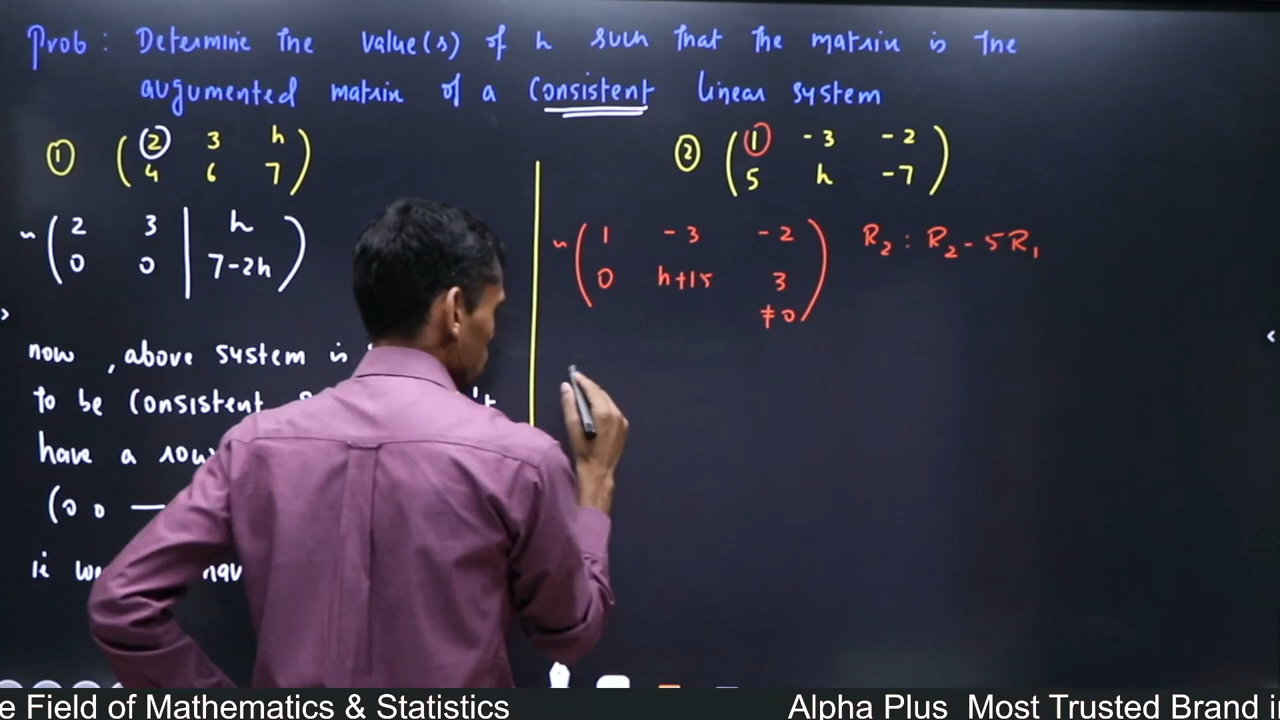 Prob : Determine the value(s) of h such that the matrix is the
augumented matrix of a Consistent linear system
① ( 2 3 h
4 6 7 )
~ ( 2 3 | h
0 0 | 7-2h )
now , above system is
to be Consistent
have a row
(0 0 —
ie we
② ( 1 -3 -2
5 h -7 )
~ ( 1 -3 -2 ) R₂ : R₂ - 5R₁
0 h+15 3
≠0
e Field of Mathematics & Statistics Alpha Plus Most Trusted Brand i